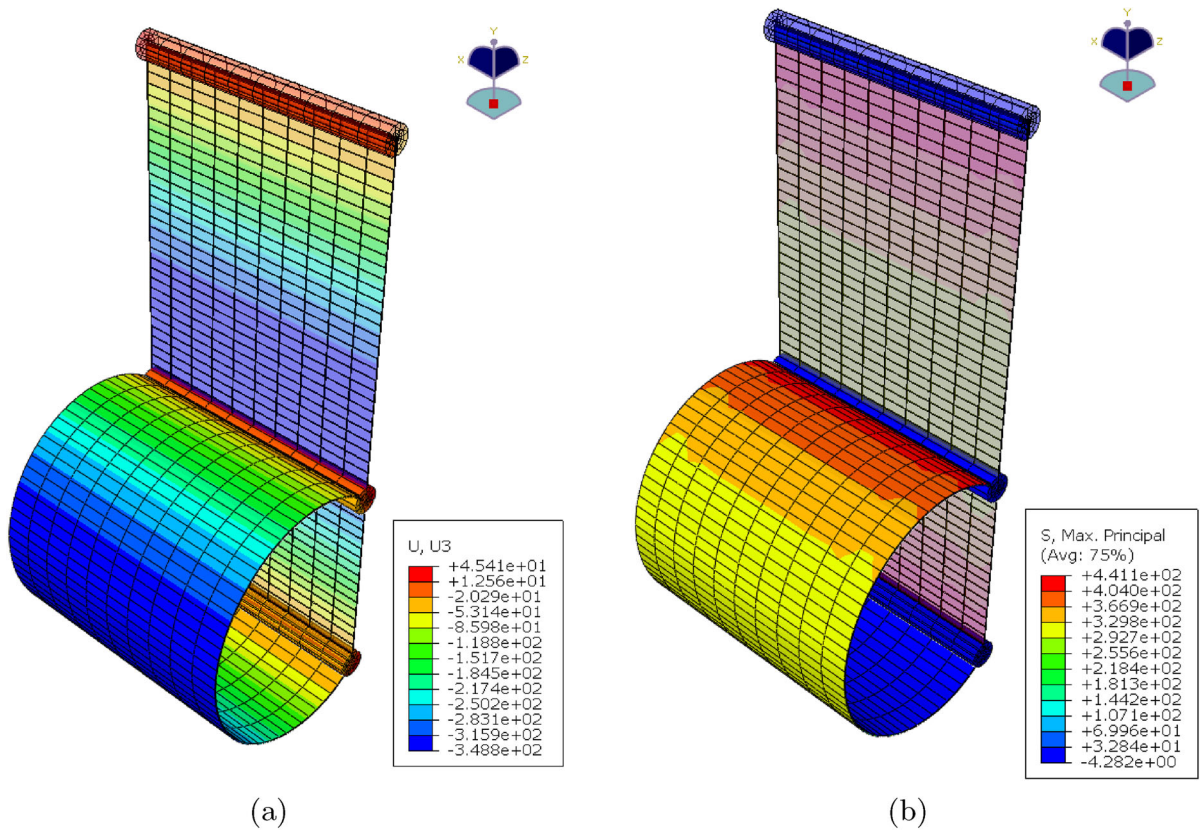 Y
X Z
Y
X Z
U, U3
+4.541e+01
+1.256e+01
-2.029e+01
-5.314e+01
-8.598e+01
-1.188e+02
-1.517e+02
-1.845e+02
-2.174e+02
-2.502e+02
-2.831e+02
-3.159e+02
-3.488e+02
S, Max. Principal
(Avg: 75%)
+4.411e+02
+4.040e+02
+3.669e+02
+3.298e+02
+2.927e+02
+2.556e+02
+2.184e+02
+1.813e+02
+1.442e+02
+1.071e+02
+6.996e+01
+3.284e+01
-4.282e+00
(a)
(b)